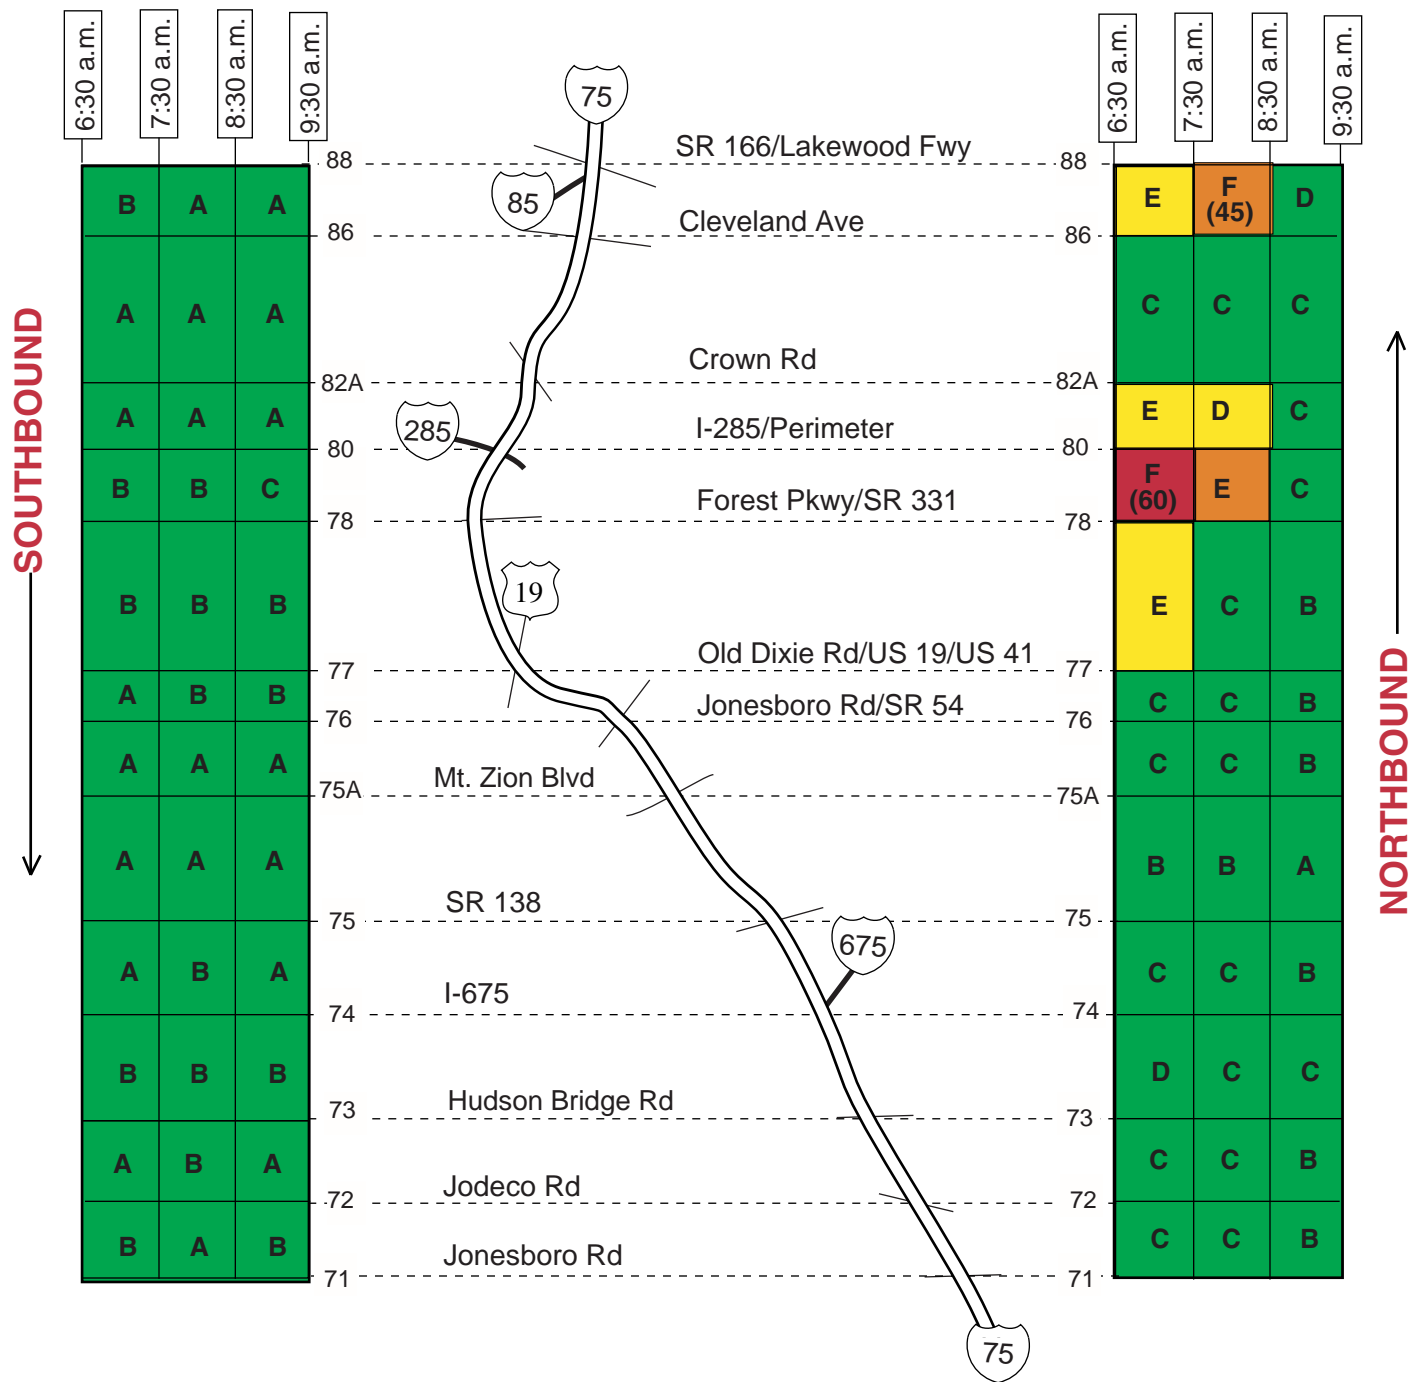 6:30 a.m. 7:30 a.m. 8:30 a.m. 9:30 a.m.
6:30 a.m. 7:30 a.m. 8:30 a.m. 9:30 a.m.
75
88 SR 166/Lakewood Fwy 88
B A A
85
E F (45) D
86 Cleveland Ave 86
A A A
C C C
82A Crown Rd 82A
A A A
285
E D C
80 I-285/Perimeter 80
B B C
F (60) E C
78 Forest Pkwy/SR 331 78
B B B
19
E C B
77 Old Dixie Rd/US 19/US 41 77
A B B
C C B
76 Jonesboro Rd/SR 54 76
A A A
C C B
75A Mt. Zion Blvd 75A
A A A
B B A
75 SR 138 75
A B A
675
C C B
74 I-675 74
B B B
D C C
73 Hudson Bridge Rd 73
A B A
C C B
72 Jodeco Rd 72
B A B
C C B
71 Jonesboro Rd 71
75
SOUTHBOUND
NORTHBOUND